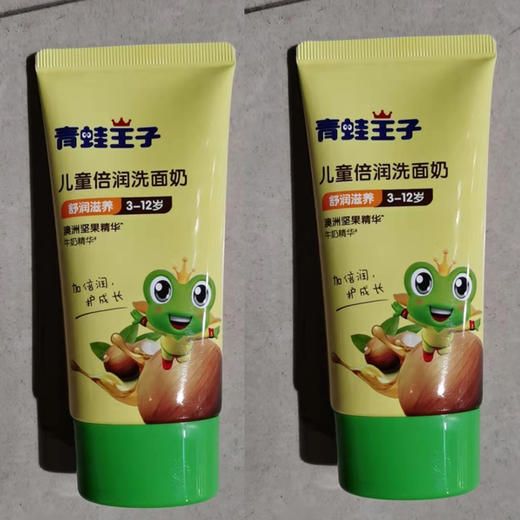 青蛙王子
儿童倍润洗面奶
舒润滋养 3-12岁
澳洲坚果精华
牛奶精华
加倍润,
护成长
青蛙王子
儿童倍润洗面奶
舒润滋养 3-12岁
澳洲坚果精华
牛奶精华
加倍润,
护成长